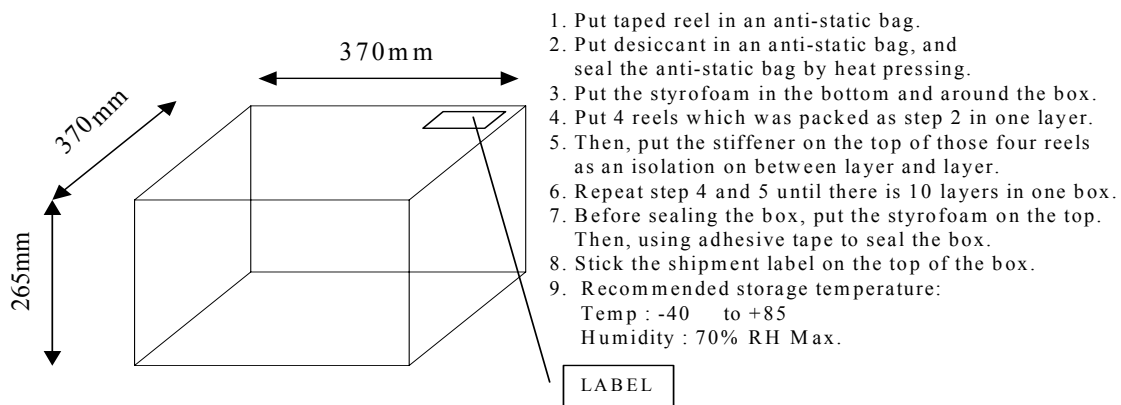 370mm
370mm
265mm
1. Put taped reel in an anti-static bag.
2. Put desiccant in an anti-static bag, and
seal the anti-static bag by heat pressing.
3. Put the styrofoam in the bottom and around the box.
4. Put 4 reels which was packed as step 2 in one layer.
5. Then, put the stiffener on the top of those four reels
as an isolation on between layer and layer.
6. Repeat step 4 and 5 until there is 10 layers in one box.
7. Before sealing the box, put the styrofoam on the top.
Then, using adhesive tape to seal the box.
8. Stick the shipment label on the top of the box.
9. Recommended storage temperature:
Temp : -40 to +85
Humidity : 70% RH Max.
LABEL